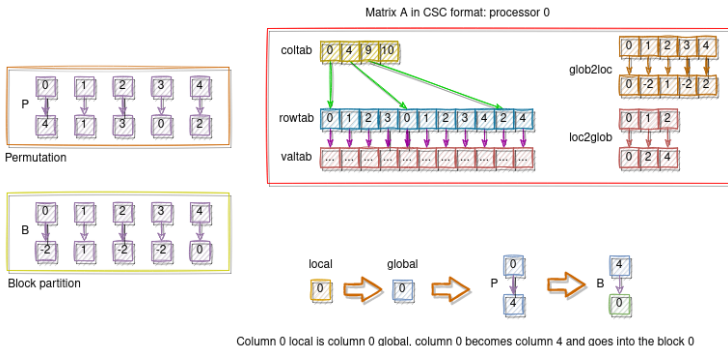 Matrix A in CSC format: processor 0
coltab 0 4 9 10
0 1 2 3 4
glob2loc
0 -2 1 -2 2
0 1 2 3 4
P
4 1 3 0 2
Permutation
rowtab 0 1 2 3 0 1 2 3 4 2 4
valtab ... ... ... ... ... ... ... ... ... ... ...
0 1 2
loc2glob
0 2 4
0 1 2 3 4
B
-2 1 -2 -2 0
Block partition
local global
0 4
0 0 P B
4 0
Column 0 local is column 0 global, column 0 becomes column 4 and goes into the block 0